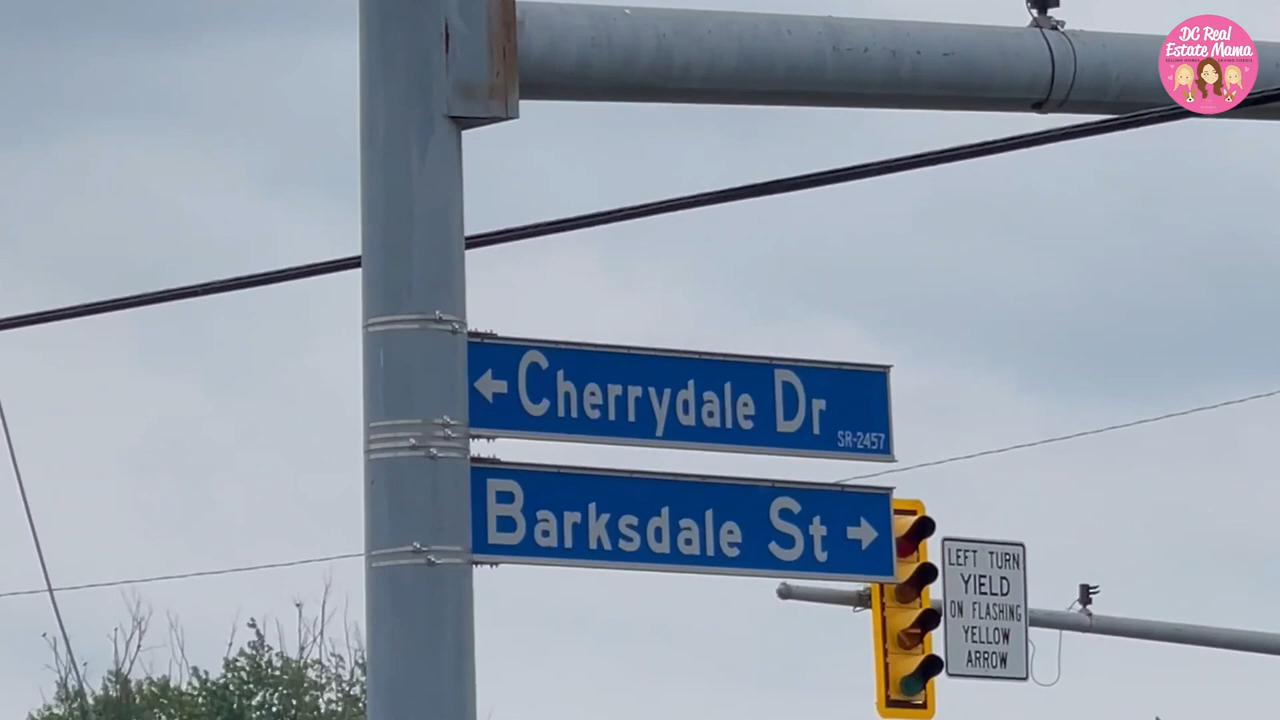 DC Real
Estate Mama
Cherrydale Dr
SR-2457
Barksdale St
LEFT TURN
YIELD
ON FLASHING
YELLOW
ARROW